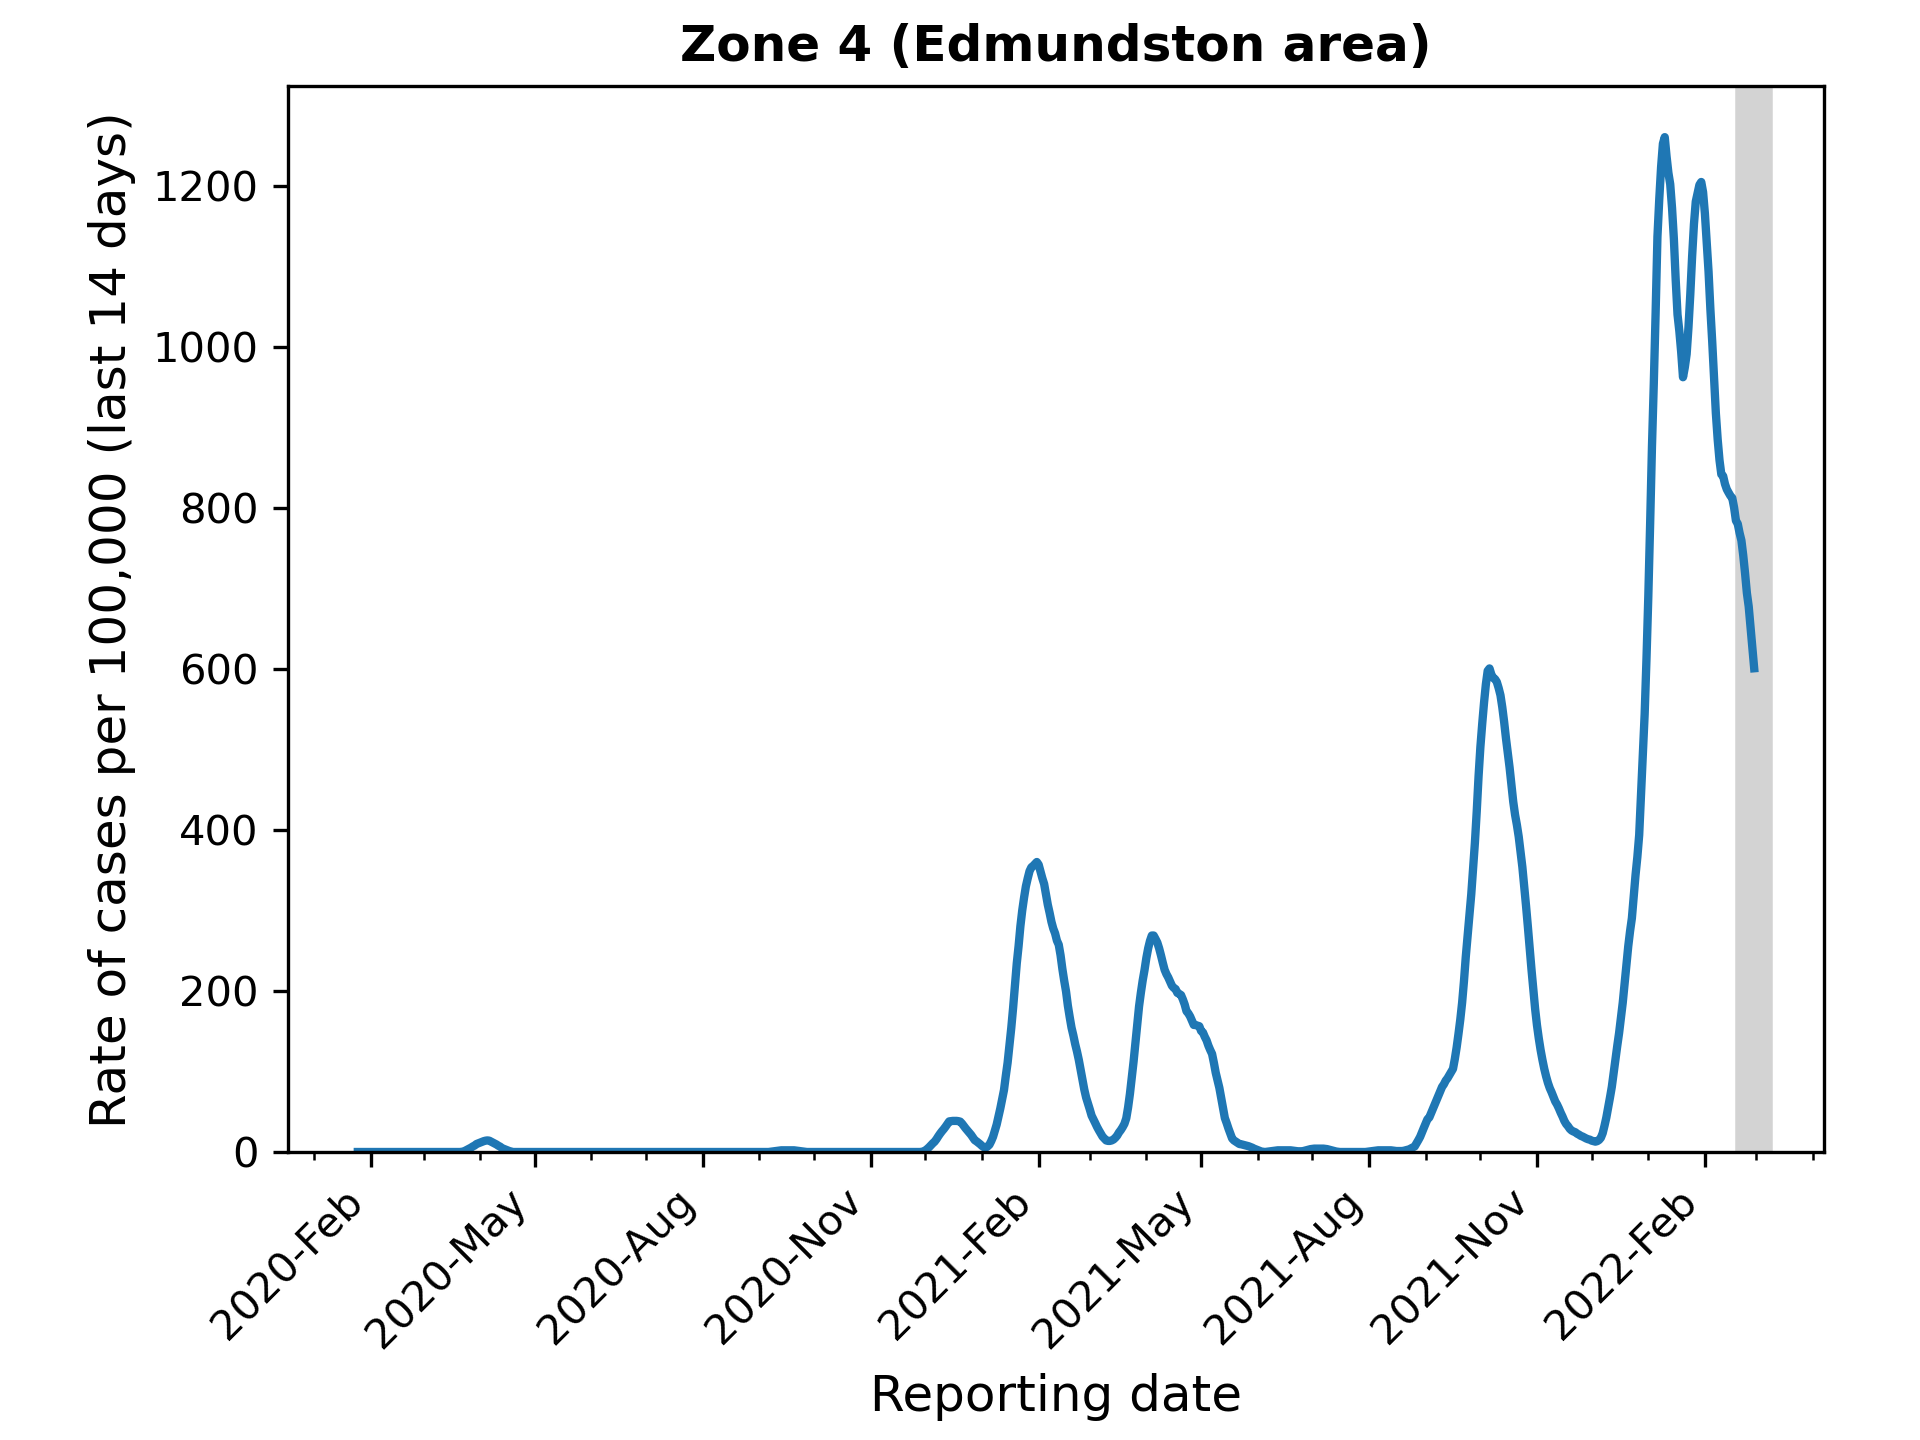 Zone 4 (Edmundston area)
Rate of cases per 100,000 (last 14 days)
1200
1000
800
600
400
200
0
2020-Feb
2020-May
2020-Aug
2020-Nov
2021-Feb
2021-May
2021-Aug
2021-Nov
2022-Feb
Reporting date